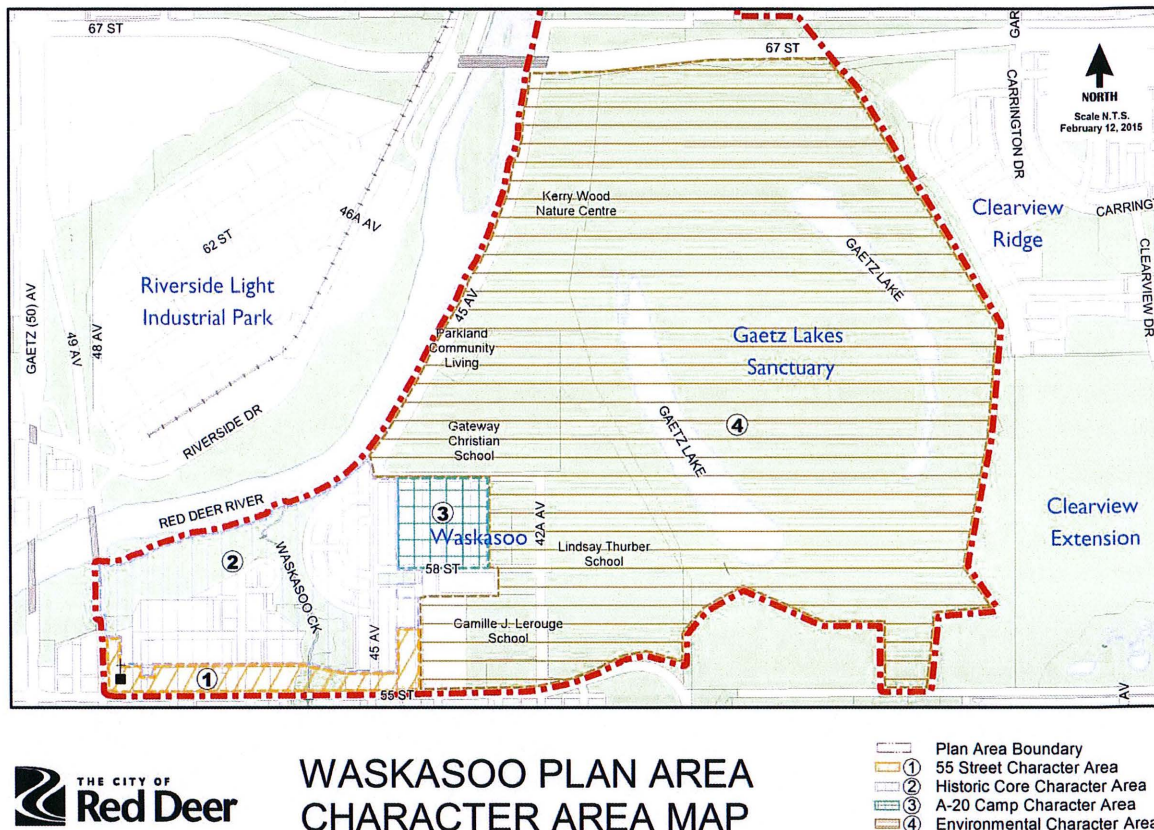 67 ST
GAR
67 ST
NORTH
Scale N.T.S.
February 12, 2015
CARRINGTON DR
Kerry Wood
Nature Centre
46A AV
62 ST
Clearview
Ridge
CARRINGT
CLEARVIEW DR
GAETZ LAKE
Riverside Light
Industrial Park
45 AV
GAETZ (50) AV
49 AV
48 AV
Parkland
Community
Living
Gaetz Lakes
Sanctuary
RIVERSIDE DR
Gateway
Christian
School
GAETZ LAKE
4
RED DEER RIVER
3
Waskasoo
42A AV
Clearview
Extension
2
WASKASOO CK
58 ST
Lindsay Thurber
School
Camille J. Lerouge
School
45 AV
1
55 ST
AV
THE CITY OF
Red Deer
WASKASOO PLAN AREA
CHARACTER AREA MAP
Plan Area Boundary
1 55 Street Character Area
2 Historic Core Character Area
3 A-20 Camp Character Area
4 Environmental Character Area